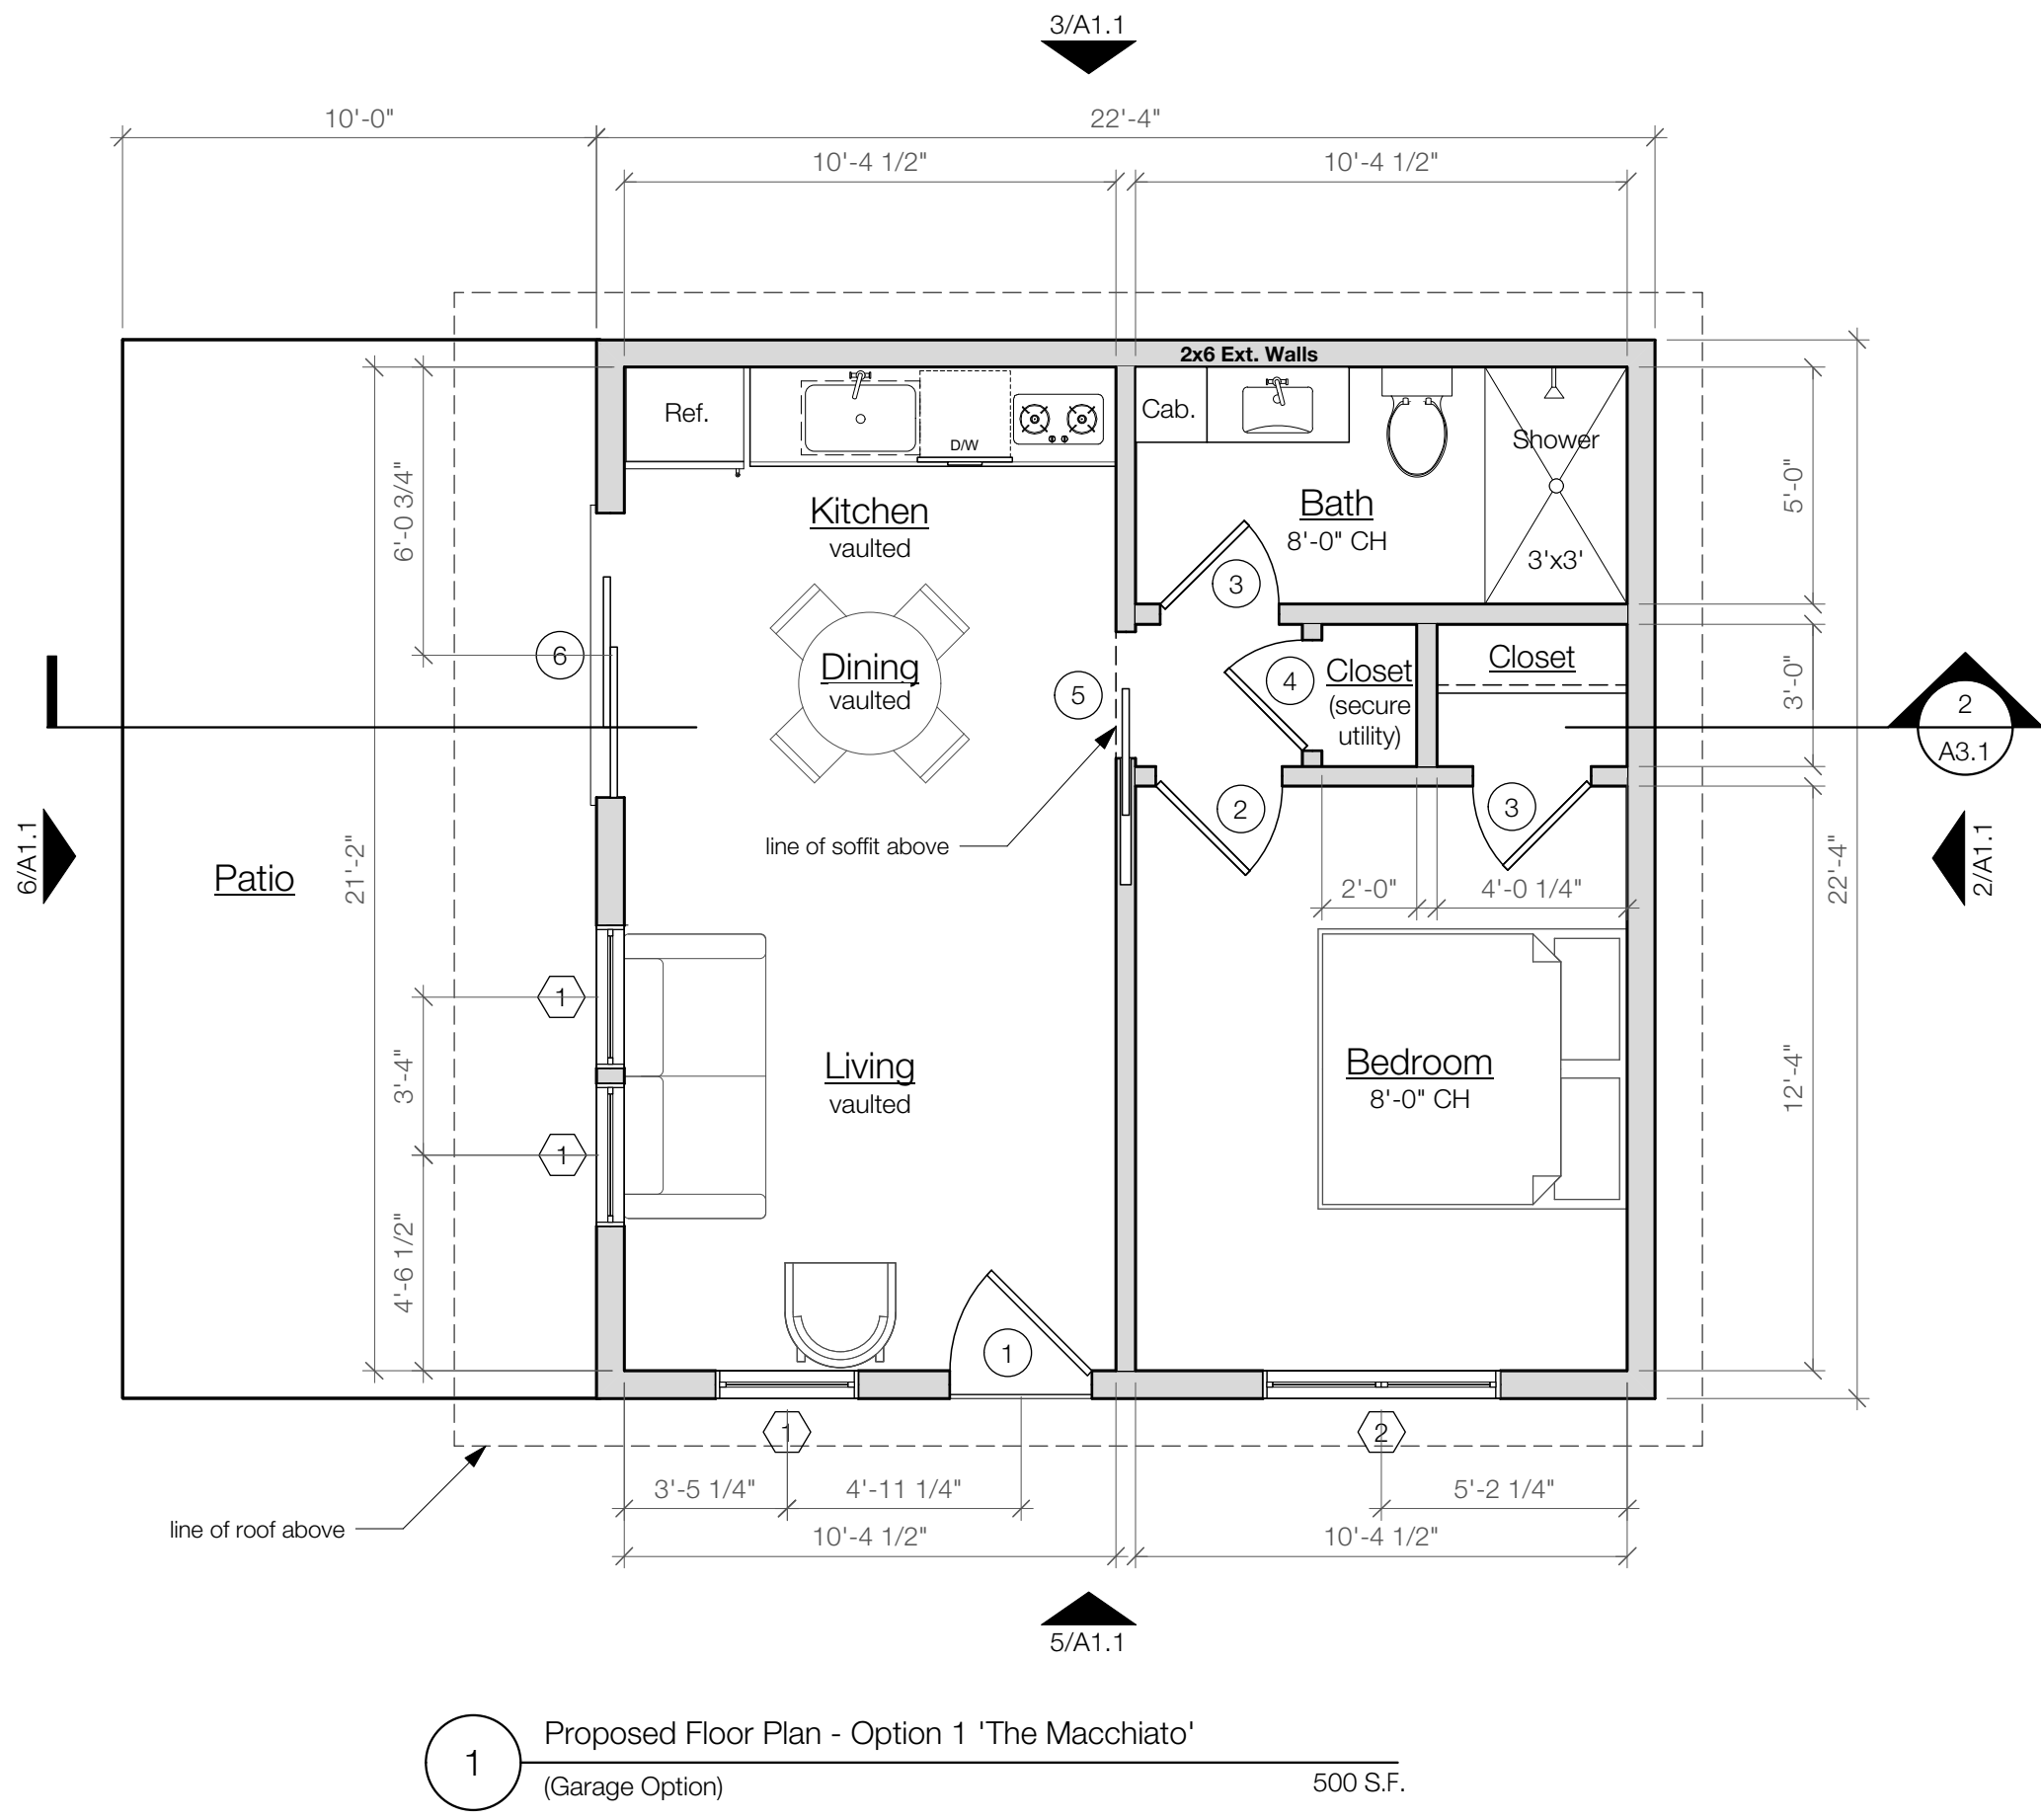 3/A1.1
10'-0"
22'-4"
10'-4 1/2"
10'-4 1/2"
2x6 Ext. Walls
Ref.
D/W
Cab.
Shower
3'x3'
Kitchen
vaulted
Bath
8'-0" CH
6'-0 3/4"
5'-0"
3
6
Dining
vaulted
5
4
Closet
(secure
utility)
Closet
3'-0"
2
A3.1
6/A1.1
Patio
21'-2"
line of soffit above
2
3
2'-0"
4'-0 1/4"
22'-4"
2/A1.1
1
3'-4"
1
4'-6 1/2"
Living
vaulted
Bedroom
8'-0" CH
12'-4"
1
1
2
3'-5 1/4"
4'-11 1/4"
5'-2 1/4"
line of roof above
10'-4 1/2"
10'-4 1/2"
5/A1.1
1
Proposed Floor Plan - Option 1 'The Macchiato'
(Garage Option)
500 S.F.